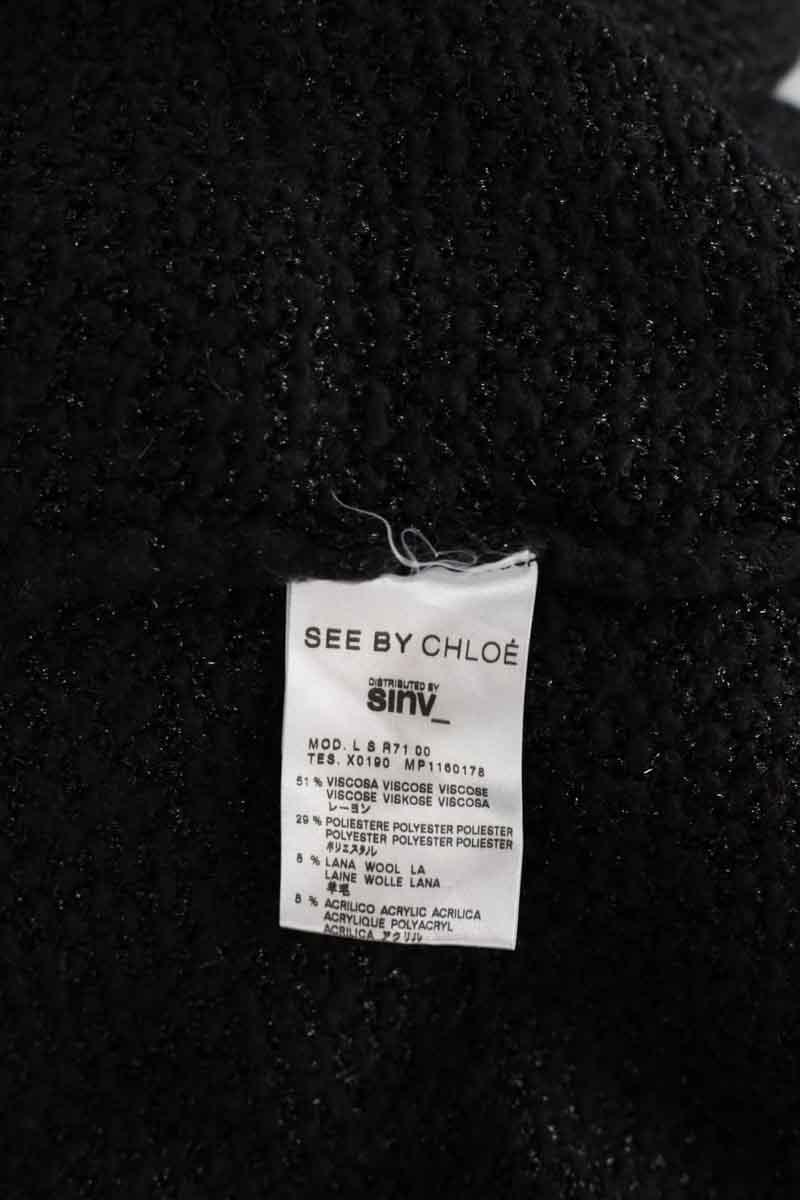 SEE BY CHLOÉ
DISTRIBUTED BY
sinv_
MOD. L S R71 00
TES. X0190 MP1160178
51 % VISCOSA VISCOSE VISCOSE
VISCOSE VISKOSE VISCOSA
レーヨン
29 % POLIESTERE POLYESTER POLIESTER
POLYESTER POLYESTER POLIESTER
ポリエステル
8 % LANA WOOL LA
LAINE WOLLE LANA
羊毛
8 % ACRILICO ACRYLIC ACRILICA
ACRYLIQUE POLYACRYL
ACRILICA アクリル